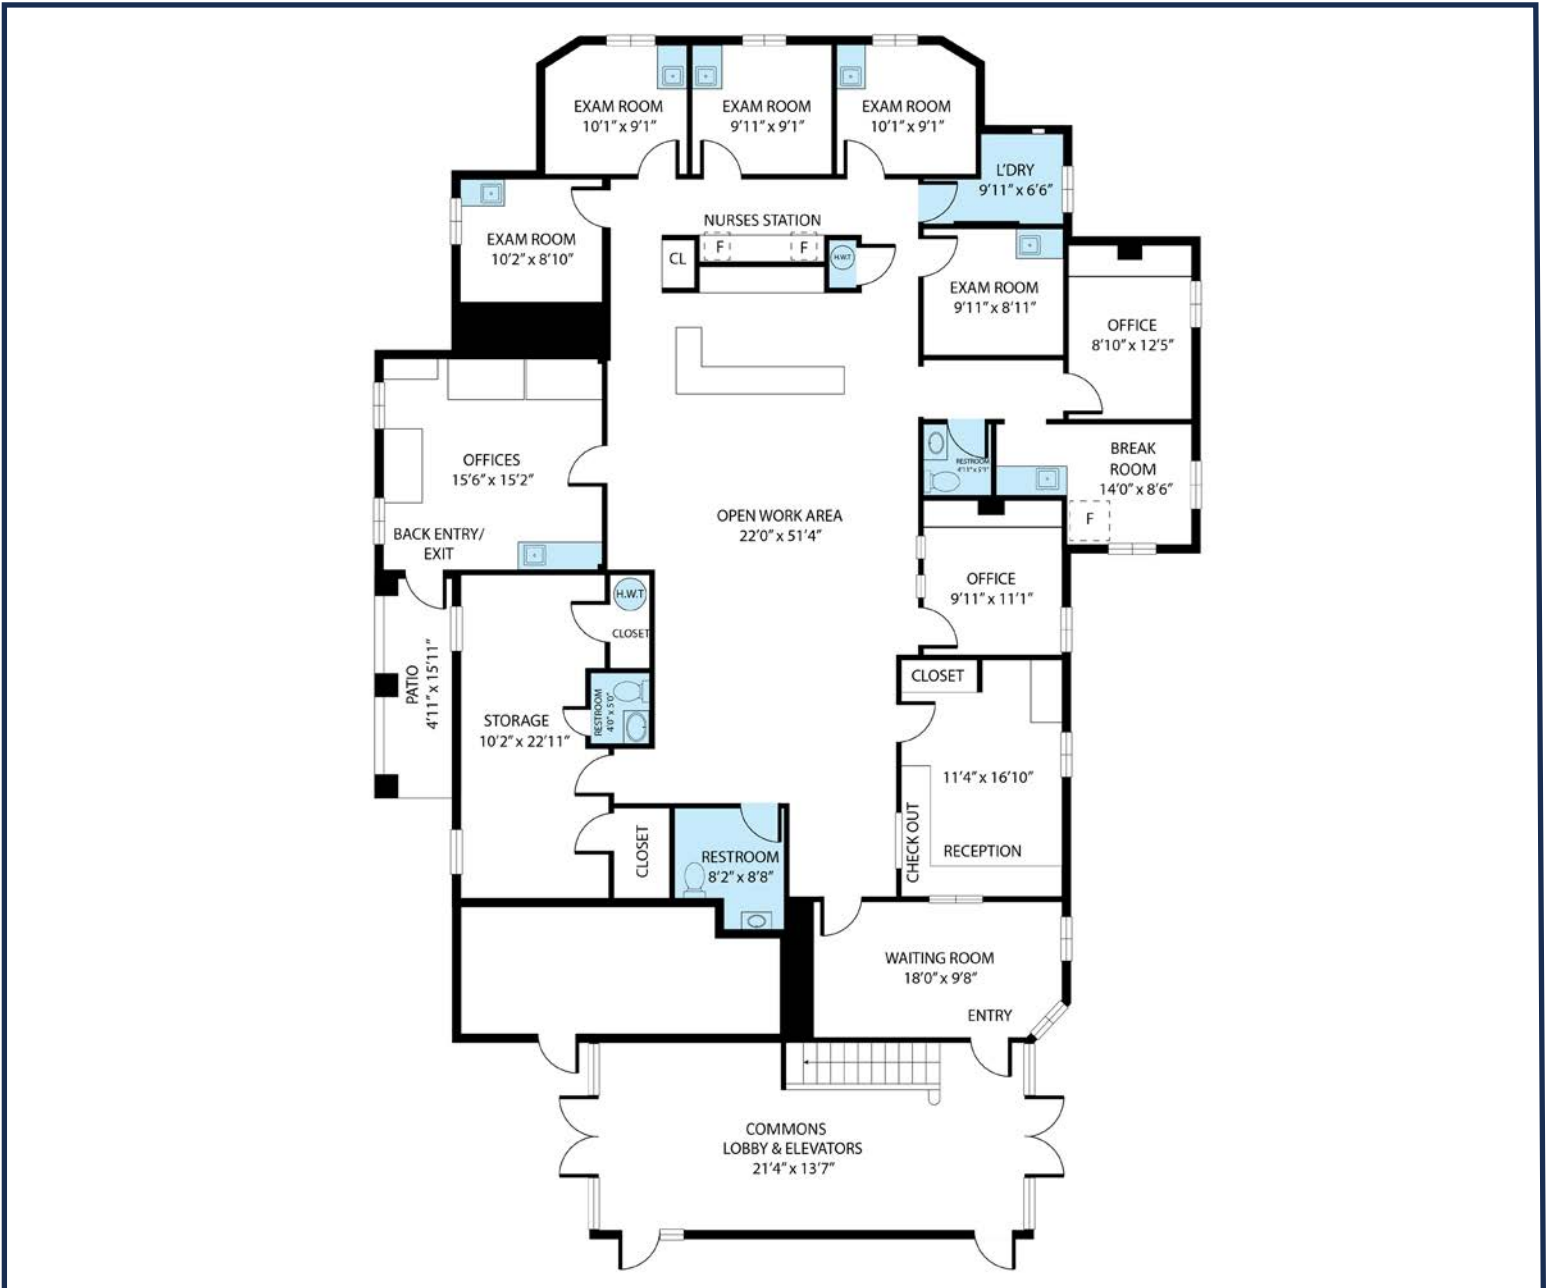 EXAM ROOM
10'1" x 9'1"
EXAM ROOM
9'11" x 9'1"
EXAM ROOM
10'1" x 9'1"
L'DRY
9'11" x 6'6"
EXAM ROOM
10'2" x 8'10"
NURSES STATION
CL
F
F
H.W.T
EXAM ROOM
9'11" x 8'11"
OFFICE
8'10" x 12'5"
OFFICES
15'6" x 15'2"
BACK ENTRY/
EXIT
RESTROOM
BREAK
ROOM
14'0" x 8'6"
F
OPEN WORK AREA
22'0" x 51'4"
OFFICE
9'11" x 11'1"
H.W.T
CLOSET
PATIO
4'11" x 15'11"
RESTROOM
4'0" x 5'0"
STORAGE
10'2" x 22'11"
CLOSET
11'4" x 16'10"
CHECK OUT
RECEPTION
CLOSET
RESTROOM
8'2" x 8'8"
WAITING ROOM
18'0" x 9'8"
ENTRY
COMMONS
LOBBY & ELEVATORS
21'4" x 13'7"